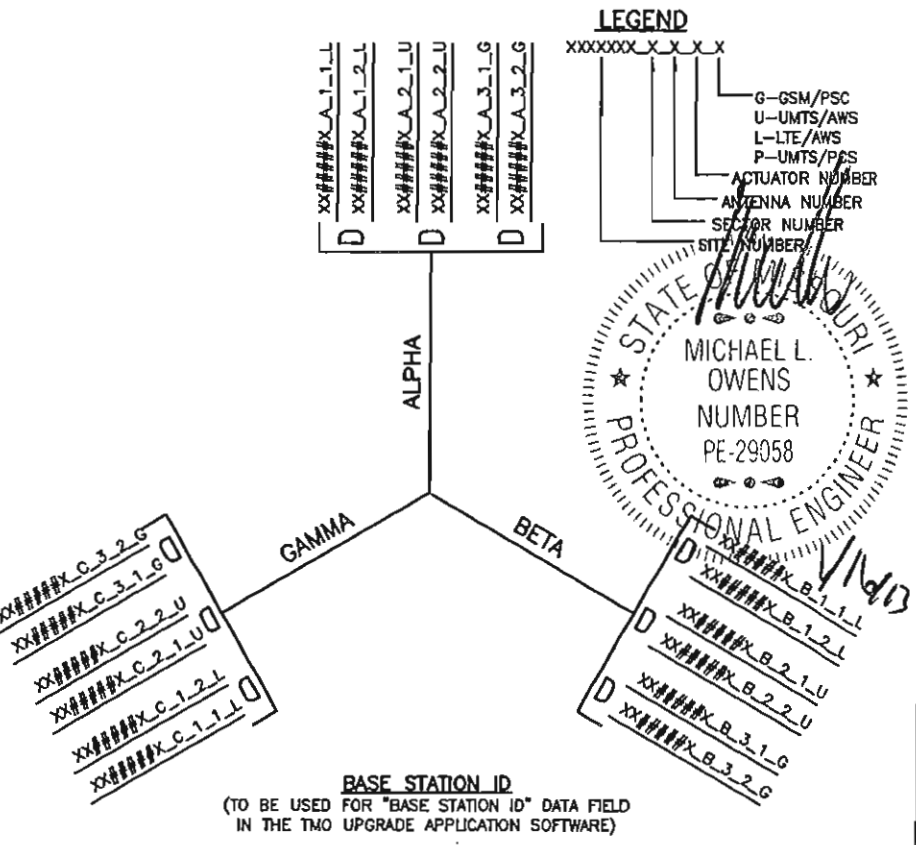 LEGEND
XXXXXXX_X_X_X_X
G-GSM/PSC
U-UMTS/AWS
L-LTE/AWS
P-UMTS/PCS
ACTUATOR NUMBER
ANTENNA NUMBER
SECTOR NUMBER
SITE NUMBER
XX#####X_A_1_1_L
XX#####X_A_1_2_L
XX#####X_A_2_1_U
XX#####X_A_2_2_U
XX#####X_A_3_1_G
XX#####X_A_3_2_G
ALPHA
STATE OF MISSOURI
MICHAEL L.
OWENS
NUMBER
PE-29058
PROFESSIONAL ENGINEER
GAMMA
BETA
XX#####X_C_3_2_G
XX#####X_C_3_1_G
XX#####X_C_2_2_U
XX#####X_C_2_1_U
XX#####X_C_1_2_L
XX#####X_C_1_1_L
XX#####X_B_1_1_L
XX#####X_B_1_2_L
XX#####X_B_2_1_U
XX#####X_B_2_2_U
XX#####X_B_3_1_G
XX#####X_B_3_2_G
BASE STATION ID
(TO BE USED FOR "BASE STATION ID" DATA FIELD
IN THE TMO UPGRADE APPLICATION SOFTWARE)